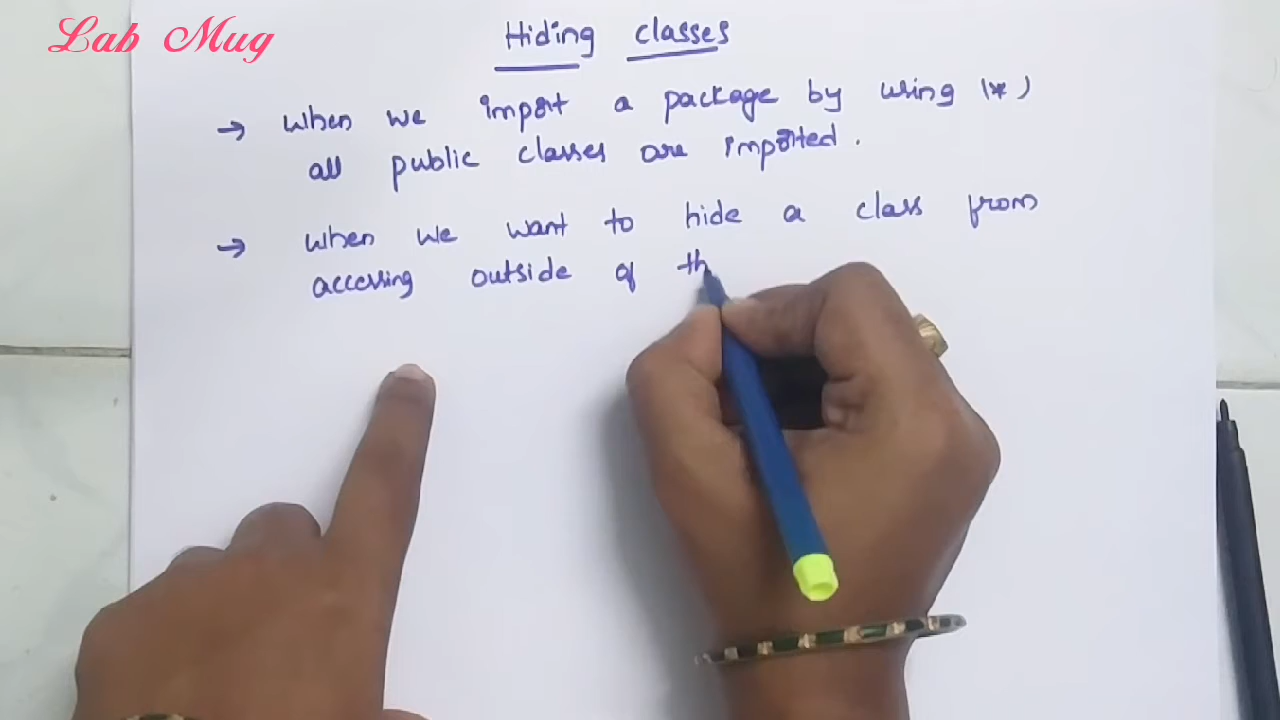 Lab Mug
Hiding classes
→ When we import a package by using (*)
all public classes are imported.
→ When we want to hide a class from
accessing outside of th